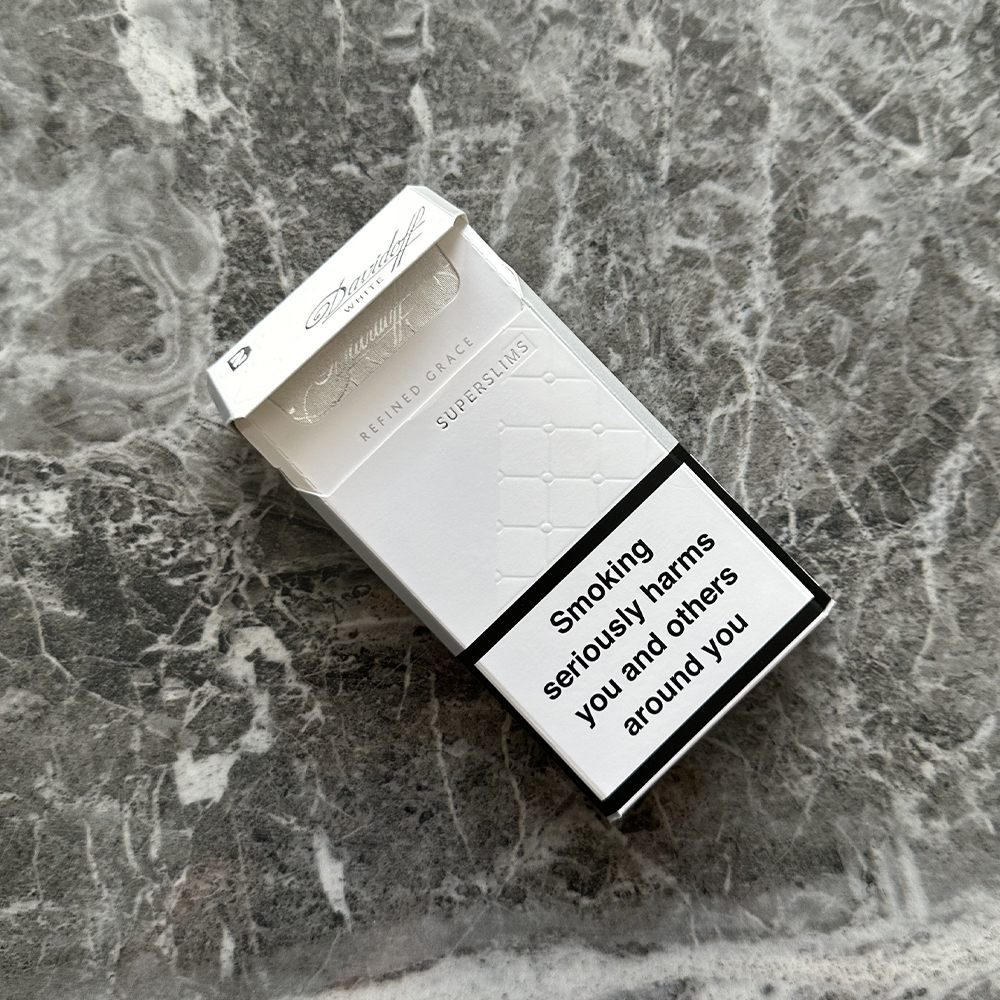 Davidoff
WHITE
REFINED GRACE
SUPERSLIMS
Smoking
seriously harms
you and others
around you